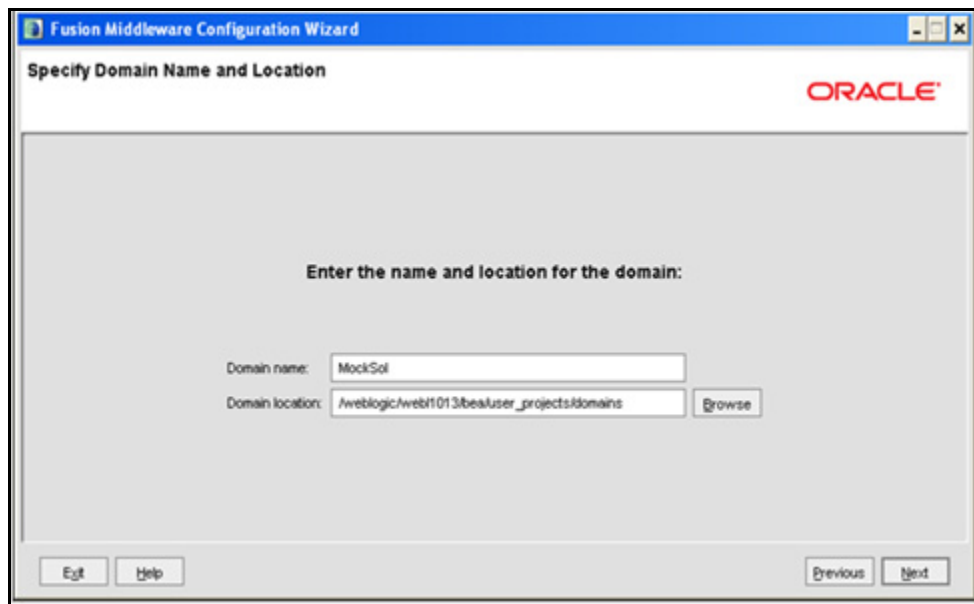 Fusion Middleware Configuration Wizard
Specify Domain Name and Location
ORACLE
Enter the name and location for the domain:
Domain name: MockSol
Domain location: /weblogic/webl1013/bea/user_projects/domains Browse
Exit Help Previous Next